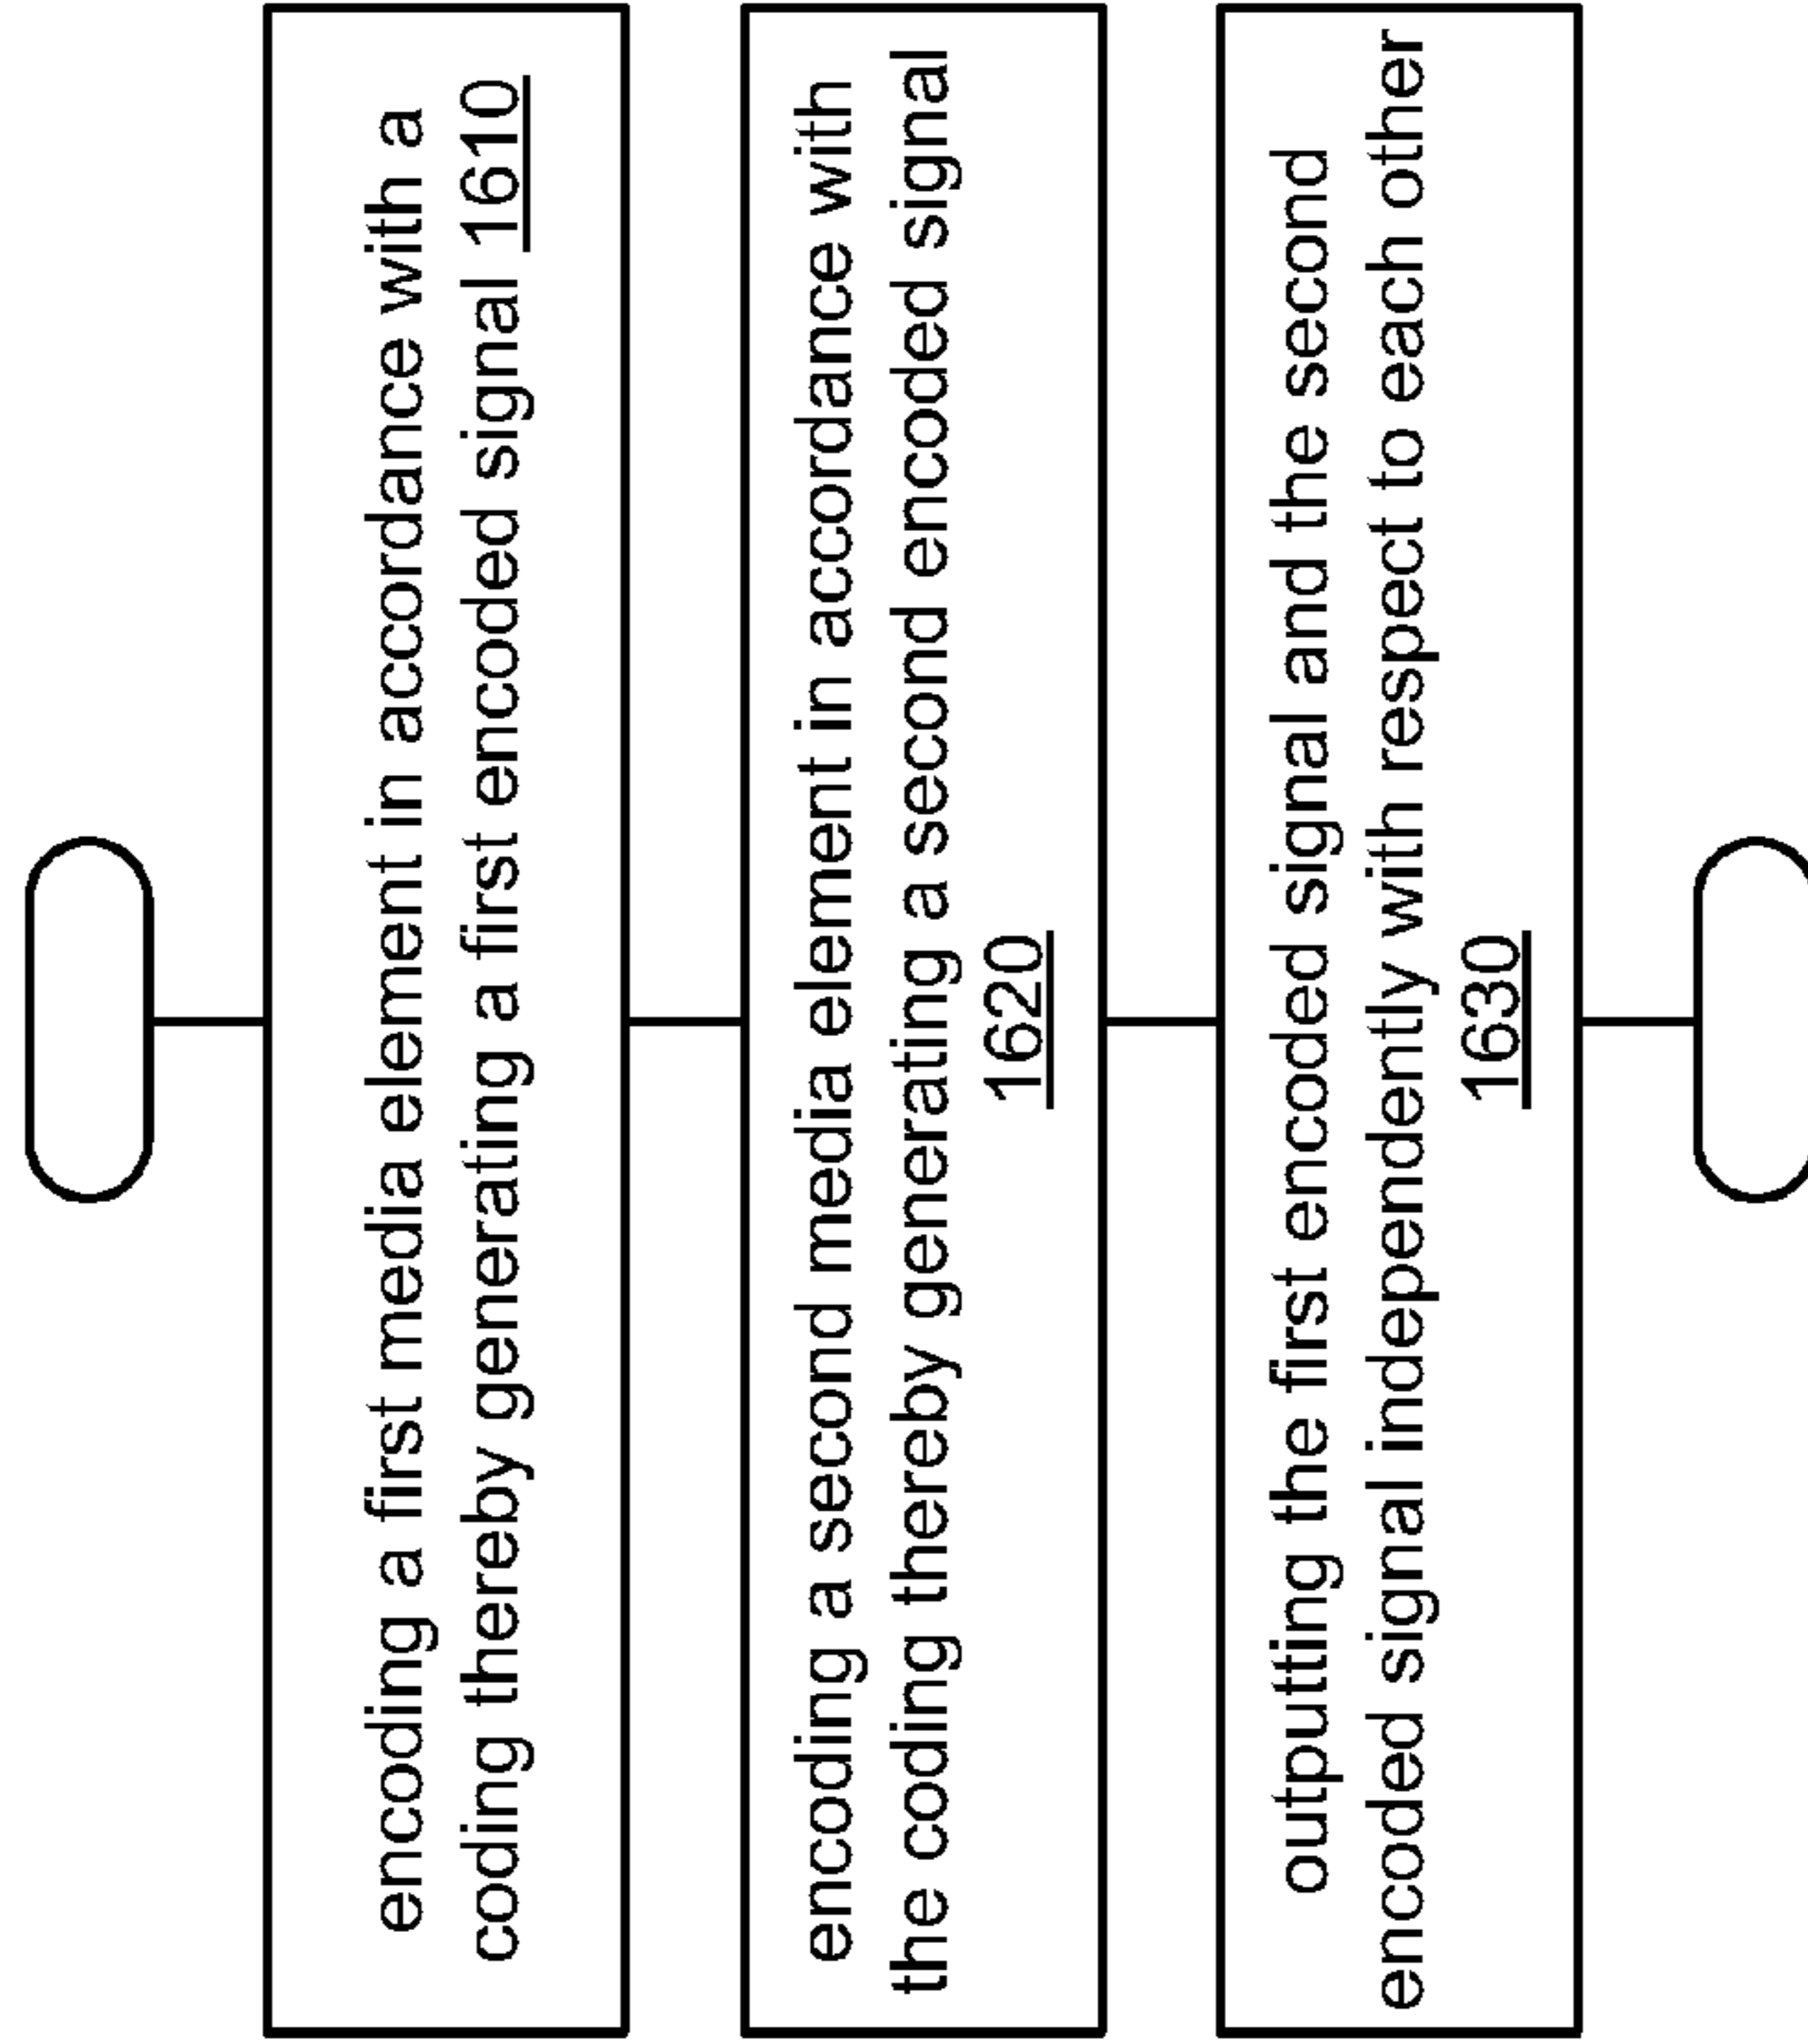 encoding a first media element in accordance with a
coding thereby generating a first encoded signal 1610
encoding a second media element in accordance with
the coding thereby generating a second encoded signal
1620
outputting the first encoded signal and the second
encoded signal independently with respect to each other
1630